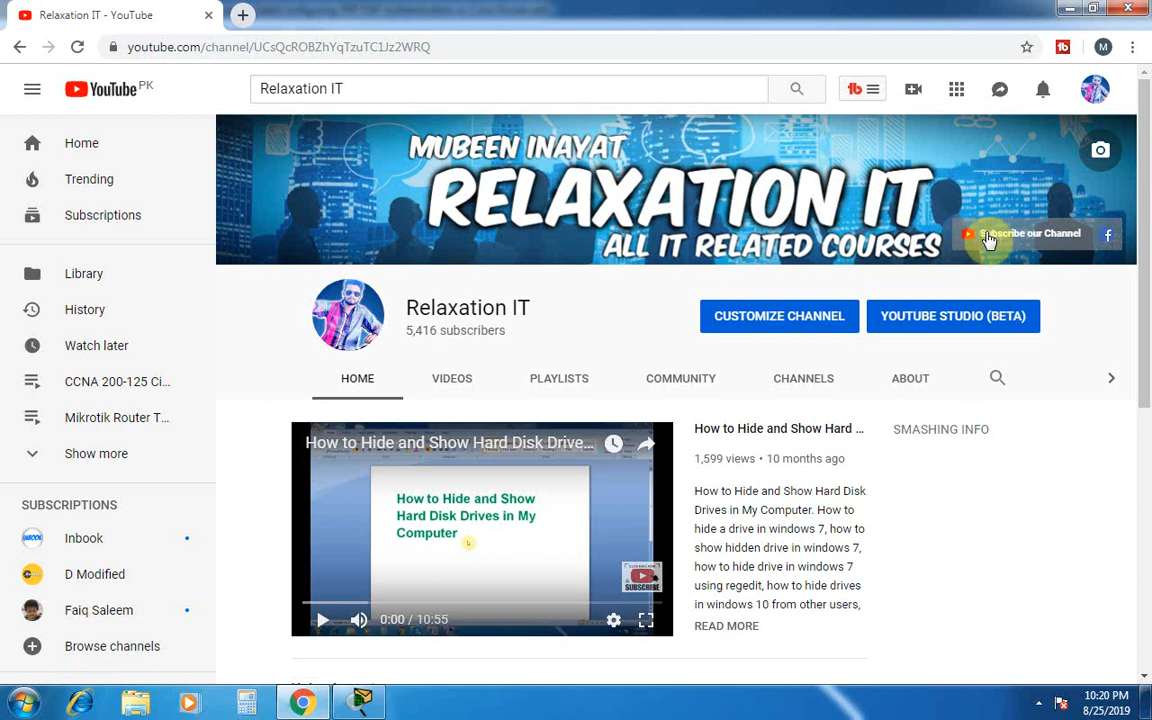 Relaxation IT - YouTube
youtube.com/channel/UCsQcROBZhYqTzuTC1Jz2WRQ
M
YouTube PK
Relaxation IT
Home
Trending
Subscriptions
Library
History
Watch later
CCNA 200-125 Ci...
Mikrotik Router T...
Show more
SUBSCRIPTIONS
Inbook
D Modified
Faiq Saleem
Browse channels
MUBEEN INAYAT
RELAXATION IT
ALL IT RELATED COURSES
Subscribe our Channel
Relaxation IT
5,416 subscribers
CUSTOMIZE CHANNEL
YOUTUBE STUDIO (BETA)
HOME
VIDEOS
PLAYLISTS
COMMUNITY
CHANNELS
ABOUT
How to Hide and Show Hard Disk Drive...
How to Hide and Show
Hard Disk Drives in My
Computer
SUBSCRIBE
0:00 / 10:55
How to Hide and Show Hard ...
1,599 views • 10 months ago
How to Hide and Show Hard Disk
Drives in My Computer. How to
hide a drive in windows 7, how to
show hidden drive in windows 7,
how to hide drive in windows 7
using regedit, how to hide drives
in windows 10 from other users,
READ MORE
SMASHING INFO
10:20 PM
8/25/2019